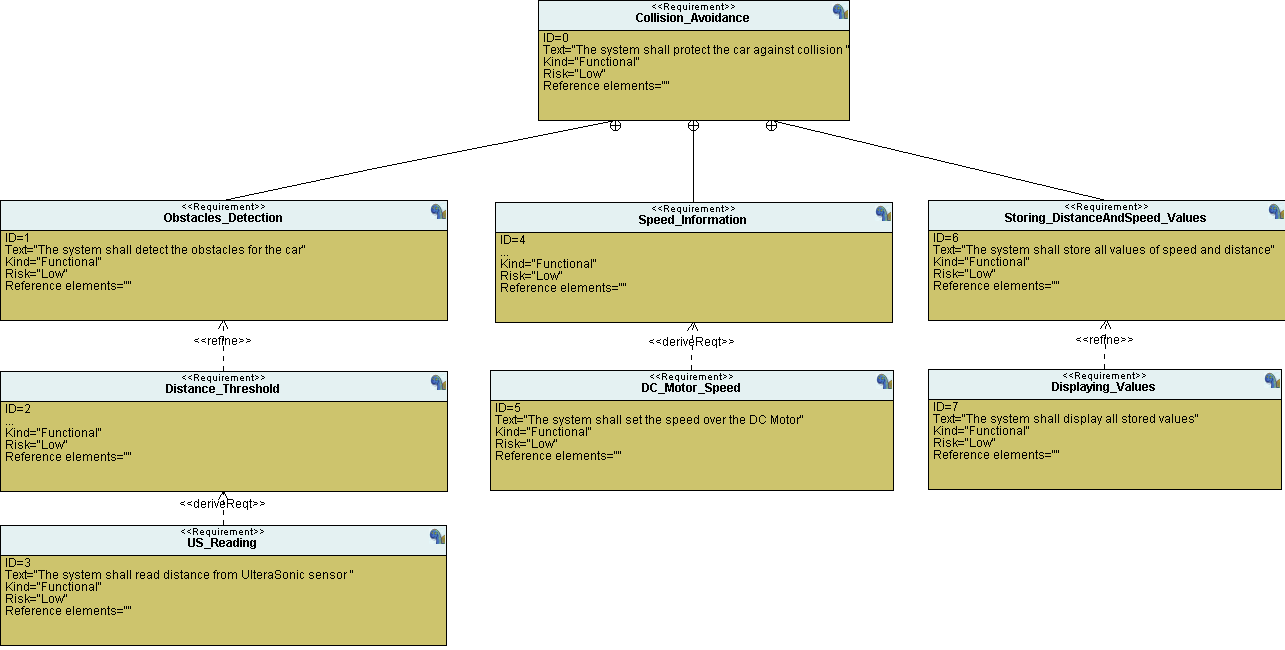 <<Requirement>>
Collision_Avoidance
ID=0
Text="The system shall protect the car against collision "
Kind="Functional"
Risk="Low"
Reference elements=""
<<Requirement>>
Obstacles_Detection
ID=1
Text="The system shall detect the obstacles for the car"
Kind="Functional"
Risk="Low"
Reference elements=""
<<Requirement>>
Speed_Information
ID=4
...
Kind="Functional"
Risk="Low"
Reference elements=""
<<Requirement>>
Storing_DistanceAndSpeed_Values
ID=6
Text="The system shall store all values of speed and distance"
Kind="Functional"
Risk="Low"
Reference elements=""
<<refine>>
<<deriveReqt>>
<<refine>>
<<Requirement>>
Distance_Threshold
ID=2
...
Kind="Functional"
Risk="Low"
Reference elements=""
<<Requirement>>
DC_Motor_Speed
ID=5
Text="The system shall set the speed over the DC Motor"
Kind="Functional"
Risk="Low"
Reference elements=""
<<Requirement>>
Displaying_Values
ID=7
Text="The system shall display all stored values"
Kind="Functional"
Risk="Low"
Reference elements=""
<<deriveReqt>>
<<Requirement>>
US_Reading
ID=3
Text="The system shall read distance from UlteraSonic sensor "
Kind="Functional"
Risk="Low"
Reference elements=""